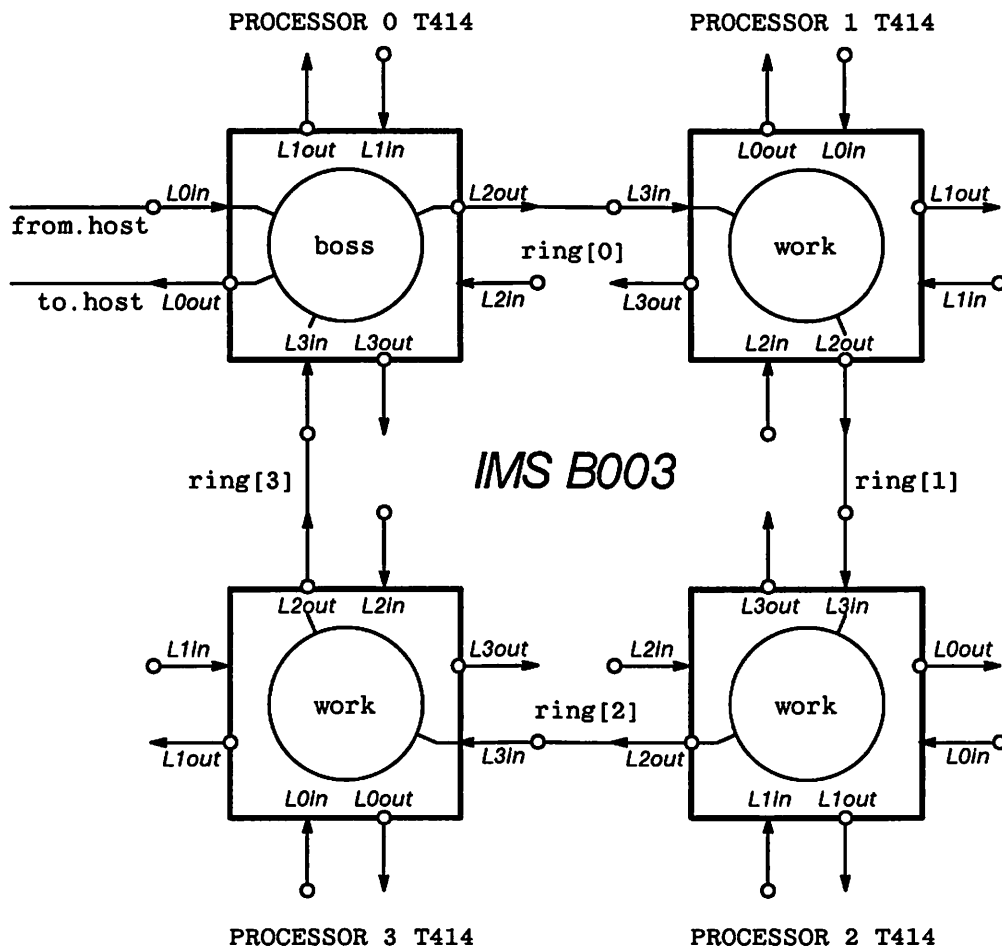 PROCESSOR 0 T414
PROCESSOR 1 T414
L1out L1in
L0out L0in
L0in
L2out
L3in
L1out
from.host
boss
ring[0]
work
to.host
L0out
L2in
L3out
L1in
L3in L3out
L2in L2out
ring[3]
IMS B003
ring[1]
L2out L2in
L3out L3in
L1in
L3out
L2in
L0out
work
ring[2]
work
L1out
L3in
L2out
L0in
L0in L0out
L1in L1out
PROCESSOR 3 T414
PROCESSOR 2 T414